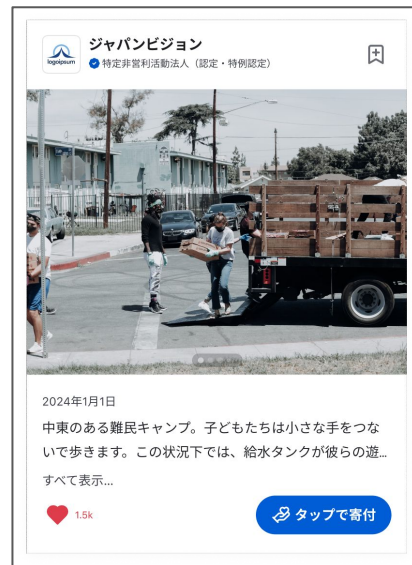 logoipsum
ジャパンビジョン
特定非営利活動法人（認定・特例認定）
2024年1月1日
中東のある難民キャンプ。子どもたちは小さな手をつな
いで歩きます。この状況下では、給水タンクが彼らの遊...
すべて表示...
1.5k
タップで寄付